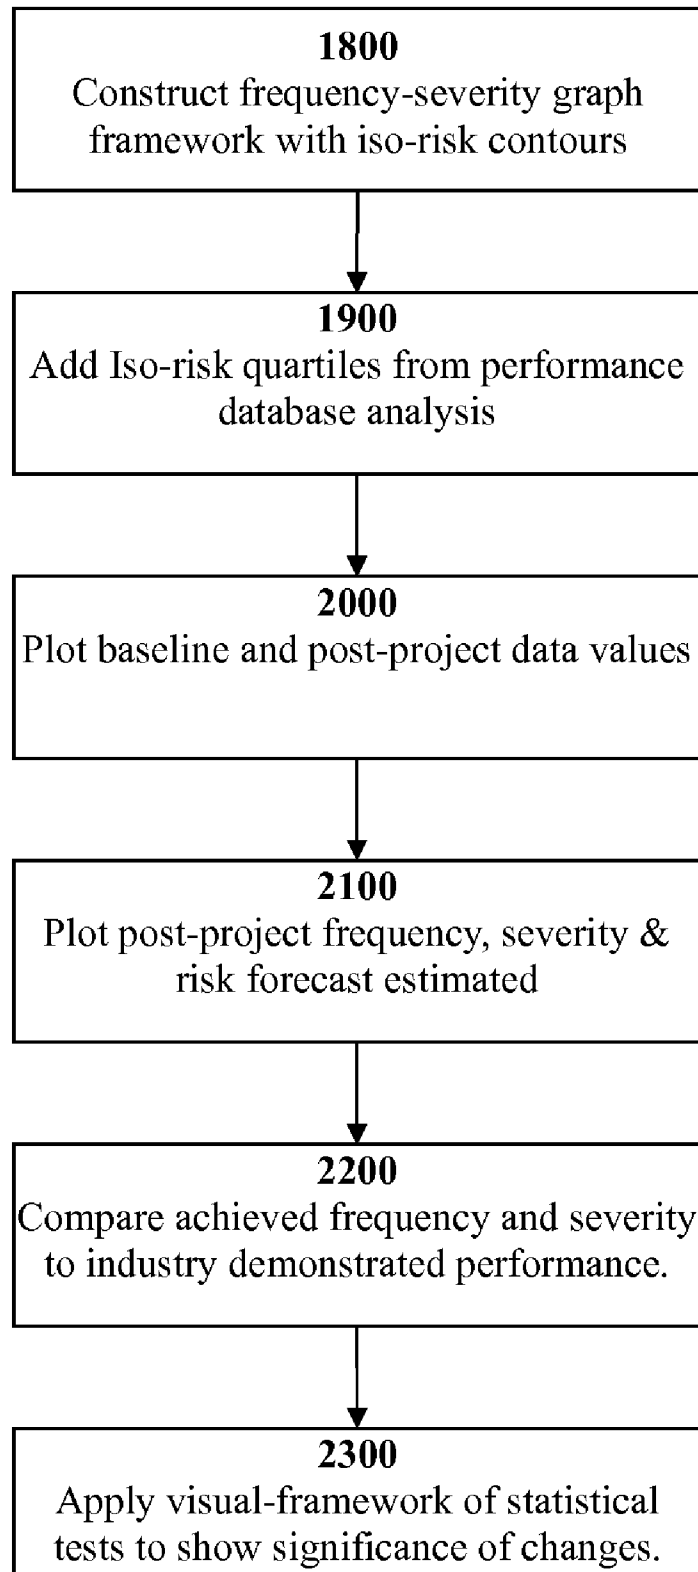 1800
Construct frequency-severity graph
framework with iso-risk contours
1900
Add Iso-risk quartiles from performance
database analysis
2000
Plot baseline and post-project data values
2100
Plot post-project frequency, severity &
risk forecast estimated
2200
Compare achieved frequency and severity
to industry demonstrated performance.
2300
Apply visual-framework of statistical
tests to show significance of changes.